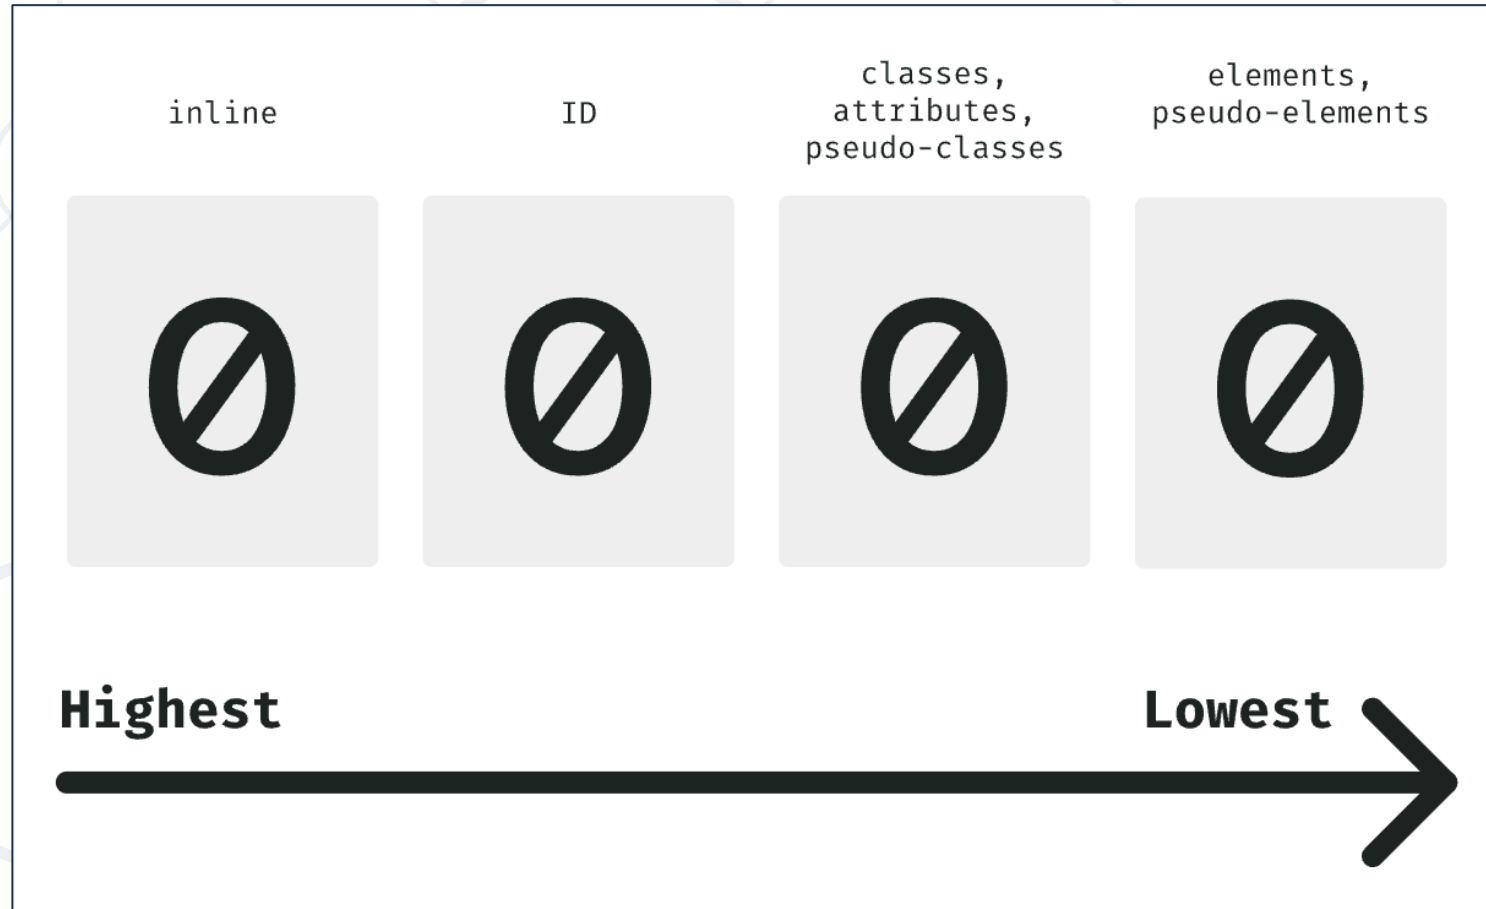 inline
ID
classes,
attributes,
pseudo-classes
elements,
pseudo-elements
0
0
0
0
Highest
Lowest